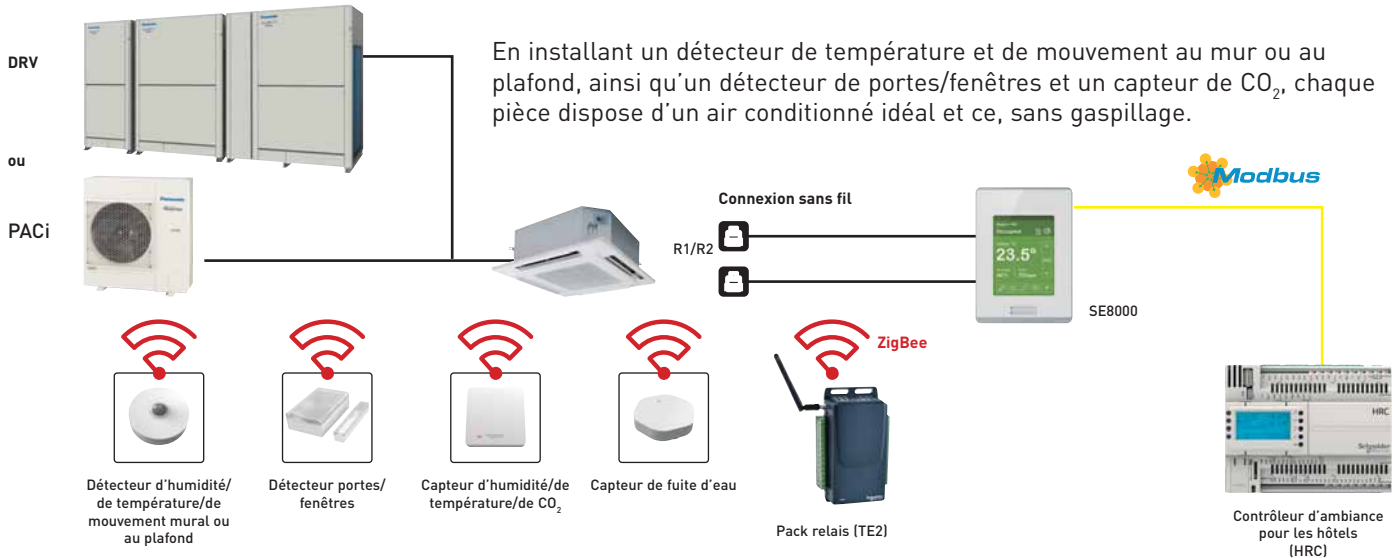 DRV
En installant un détecteur de température et de mouvement au mur ou au
plafond, ainsi qu'un détecteur de portes/fenêtres et un capteur de CO2, chaque
pièce dispose d'un air conditionné idéal et ce, sans gaspillage.
ou
Panasonic
PACi
Modbus
Connexion sans fil
R1/R2
23.5°
SE8000
ZigBee
HRC
Schneider
Détecteur d'humidité/
de température/de
mouvement mural ou
au plafond
Détecteur portes/
fenêtres
Capteur d'humidité/de
température/de CO2
Capteur de fuite d'eau
Pack relais (TE2)
Contrôleur d'ambiance
pour les hôtels
(HRC)